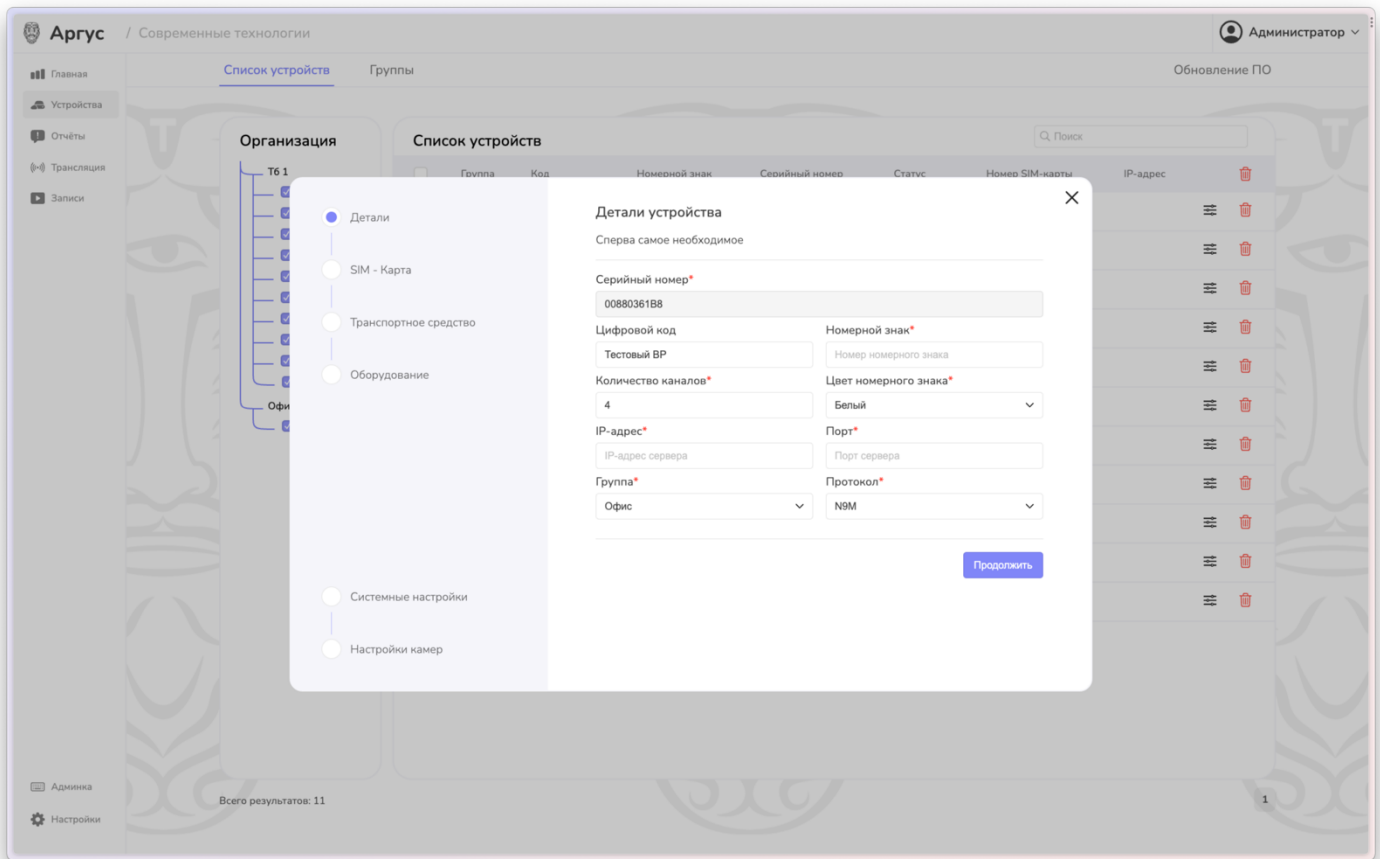 Аргус / Современные технологии
Администратор
Главная
Устройства
Отчёты
Трансляция
Записи
Админка
Настройки
Список устройств Группы Обновление ПО
Организация
Тб 1
Офи
Список устройств
Поиск
Группа Код Номерной знак Серийный номер Статус Номер SIM-карты IP-адрес
Детали
SIM - Карта
Транспортное средство
Оборудование
Системные настройки
Настройки камер
Детали устройства
Сперва самое необходимое
Серийный номер*
00880361B8
Цифровой код Номерной знак*
Тестовый ВР Номер номерного знака
Количество каналов* Цвет номерного знака*
4 Белый
IP-адрес* Порт*
IP-адрес сервера Порт сервера
Группа* Протокол*
Офис N9M
Продолжить
Всего результатов: 11
1